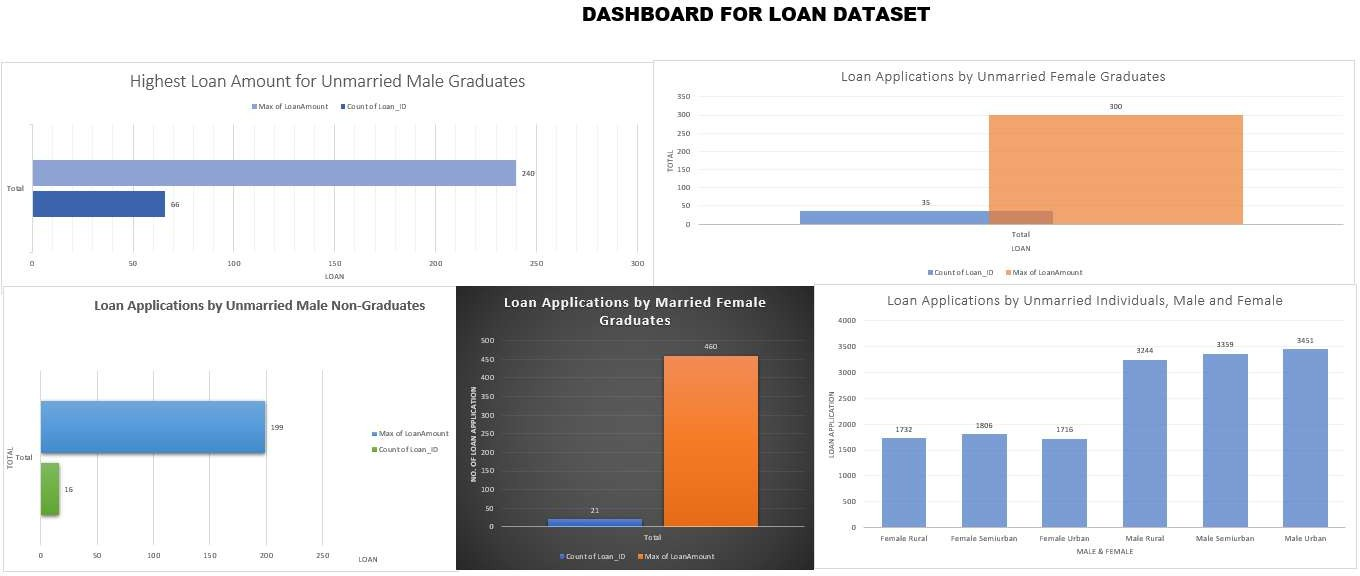 DASHBOARD FOR LOAN DATASET
Highest Loan Amount for Unmarried Male Graduates
Max of LoanAmount Count of Loan_ID
Total
240
66
0 50 100 150 200 250 300
LOAN
Loan Applications by Unmarried Female Graduates
350
300
250
200
150
100
50
0
TOTAL
35
300
Total
LOAN
Count of Loan_ID Max of LoanAmount
Loan Applications by Unmarried Male Non-Graduates
TOTAL
Total
199
16
Max of LoanAmount
Count of Loan_ID
0 50 100 150 200 250
LOAN
Loan Applications by Married Female
Graduates
NO. OF LOAN APPLICATION
500
450
400
350
300
250
200
150
100
50
0
21
460
Total
Count of Loan_ID Max of LoanAmount
Loan Applications by Unmarried Individuals, Male and Female
LOAN APPLICATION
4000
3500
3000
2500
2000
1500
1000
500
0
1732 1806 1716 3244 3359 3451
Female Rural Female Semiurban Female Urban Male Rural Male Semiurban Male Urban
MALE & FEMALE